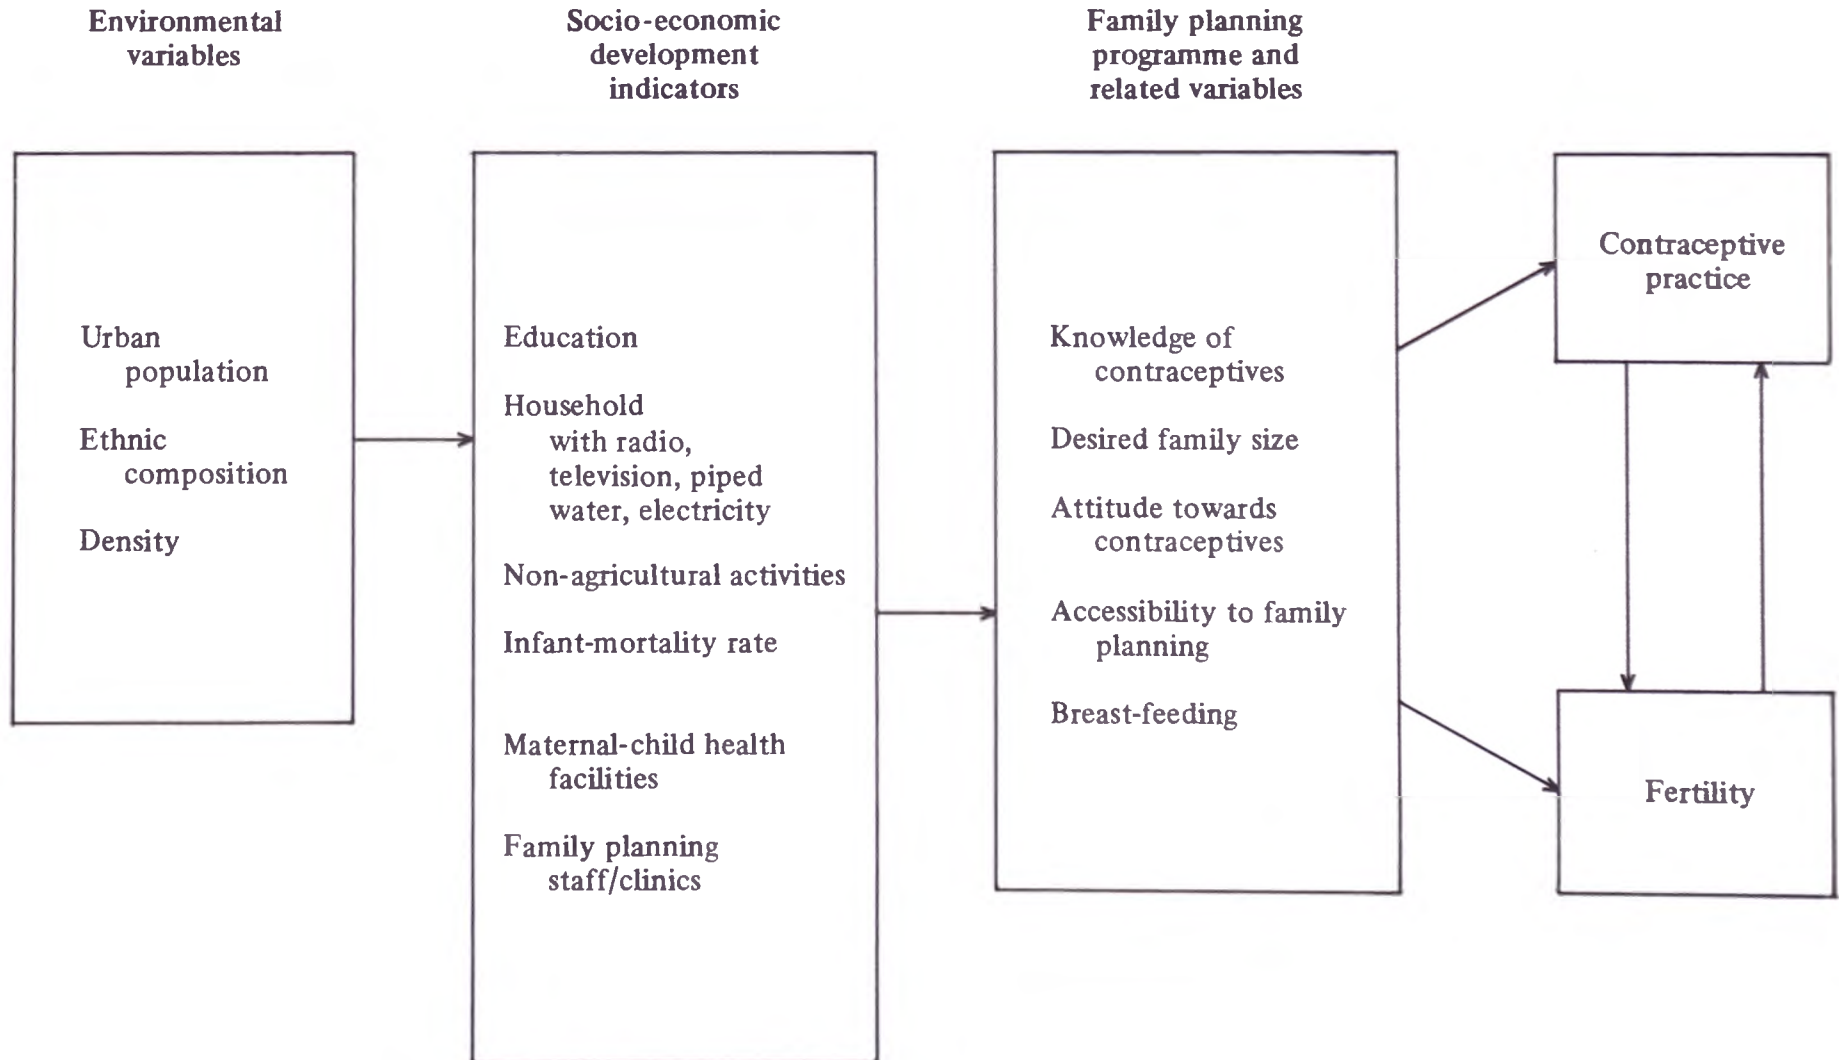 Environmental
variables
Socio-economic
development
indicators
Family planning
programme and
related variables
Urban
population
Ethnic
composition
Density
Education
Household
with radio,
television, piped
water, electricity
Non-agricultural activities
Infant-mortality rate
Maternal-child health
facilities
Family planning
staff/clinics
Knowledge of
contraceptives
Desired family size
Attitude towards
contraceptives
Accessibility to family
planning
Breast-feeding
Contraceptive
practice
Fertility